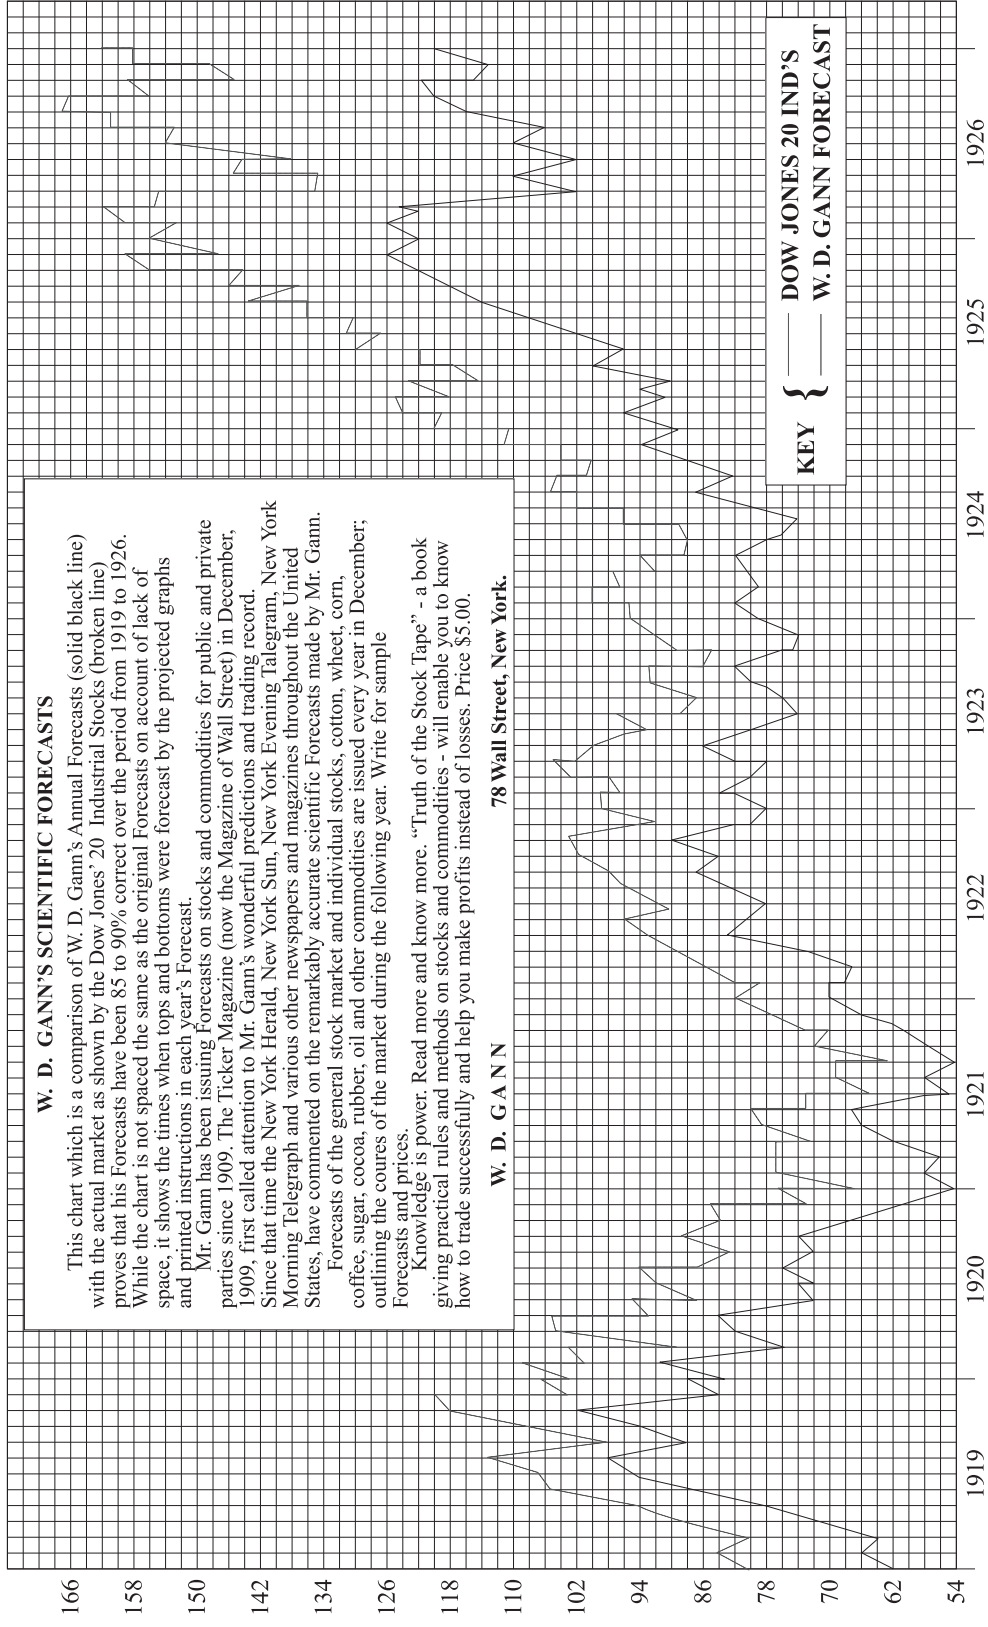 W. D. GANN'S SCIENTIFIC FORECASTS
This chart which is a comparison of W. D. Gann's Annual Forecasts (solid black line)
with the actual market as shown by the Dow Jones' 20 Industrial Stocks (broken line)
proves that his Forecasts have been 85 to 90% correct over the period from 1919 to 1926.
While the chart is not spaced the same as the original Forecasts on account of lack of
space, it shows the times when tops and bottoms were forecast by the projected graphs
and printed instructions in each year's Forecast.
Mr. Gann has been issuing Forecasts on stocks and commodities for public and private
parties since 1909. The Ticker Magazine (now the Magazine of Wall Street) in December,
1909, first called attention to Mr. Gann's wonderful predictions and trading record.
Since that time the New York Herald, New York Sun, New York Evening Talegram, New York
Morning Telegraph and various other newspapers and magazines throughout the United
States, have commented on the remarkably accurate scientific Forecasts made by Mr. Gann.
Forecasts of the general stock market and individual stocks, cotton, wheat, corn,
coffee, sugar, cocoa, rubber, oil and other commodities are issued every year in December;
outlining the coures of the market during the following year. Write for sample
Forecasts and prices.
Knowledge is power. Read more and know more. "Truth of the Stock Tape" - a book
giving practical rules and methods on stocks and commodities - will enable you to know
how to trade successfully and help you make profits instead of losses. Price $5.00.
W. D. GANN 78 Wall Street, New York.
KEY { DOW JONES 20 IND'S
W. D. GANN FORECAST
166
158
150
142
134
126
118
110
102
94
86
78
70
62
54
1919 1920 1921 1922 1923 1924 1925 1926